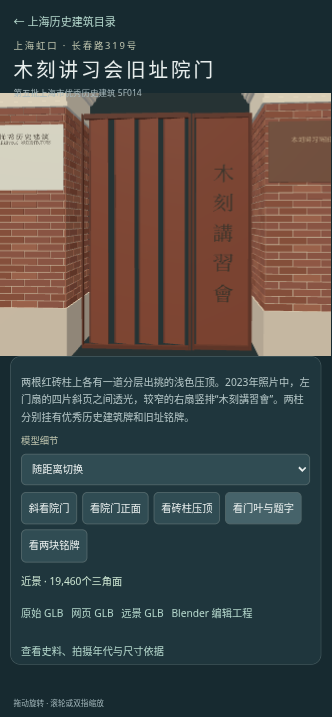 ← 上海历史建筑目录
上海虹口 · 长春路319号
木刻讲习会旧址院门
第五批上海市优秀历史建筑 SF014
木刻講習會
两根红砖柱上各有一道分层出挑的浅色压顶。2023年照片中，左
门扇的四片斜页之间透光，较窄的右扇竖排“木刻講習會”。两柱
分别挂有优秀历史建筑牌和旧址铭牌。
模型细节
随距离切换
斜看院门 看院门正面 看砖柱压顶 看门叶与题字
看两块铭牌
近景 · 19,460个三角面
原始 GLB 网页 GLB 远景 GLB Blender 编辑工程
查看史料、拍摄年代与尺寸依据
拖动旋转 · 滚轮或双指缩放